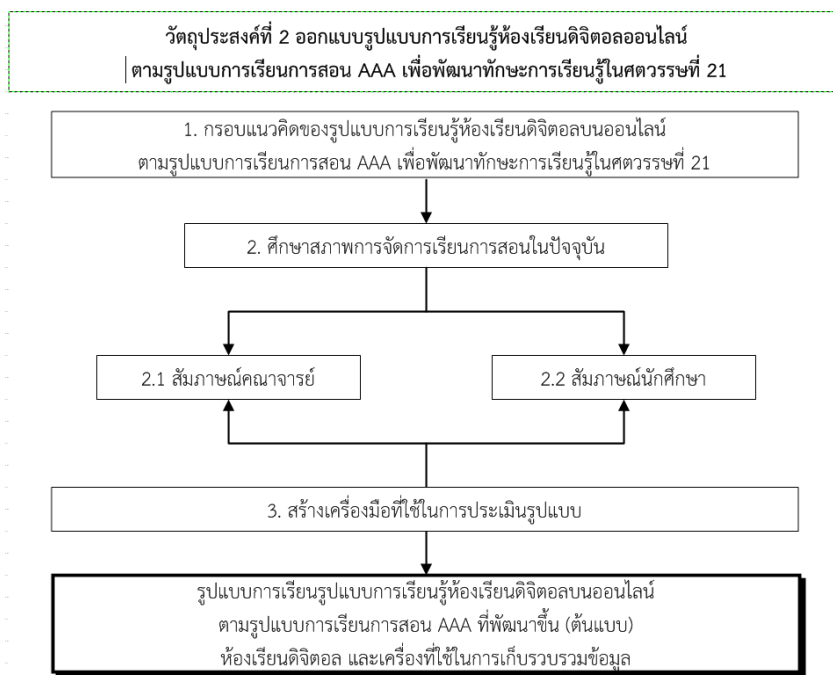 วัตถุประสงค์ที่ 2 ออกแบบรูปแบบการเรียนรู้ห้องเรียนดิจิตอลออนไลน์
ตามรูปแบบการเรียนการสอน AAA เพื่อพัฒนาทักษะการเรียนรู้ในศตวรรษที่ 21
1. กรอบแนวคิดของรูปแบบการเรียนรู้ห้องเรียนดิจิตอลบนออนไลน์
ตามรูปแบบการเรียนการสอน AAA เพื่อพัฒนาทักษะการเรียนรู้ในศตวรรษที่ 21
2. ศึกษาสภาพการจัดการเรียนการสอนในปัจจุบัน
2.1 สัมภาษณ์คณาจารย์
2.2 สัมภาษณ์นักศึกษา
3. สร้างเครื่องมือที่ใช้ในการประเมินรูปแบบ
รูปแบบการเรียนรูปแบบการเรียนรู้ห้องเรียนดิจิตอลบนออนไลน์
ตามรูปแบบการเรียนการสอน AAA ที่พัฒนาขึ้น (ต้นแบบ)
ห้องเรียนดิจิตอล และเครื่องที่ใช้ในการเก็บรวบรวมข้อมูล